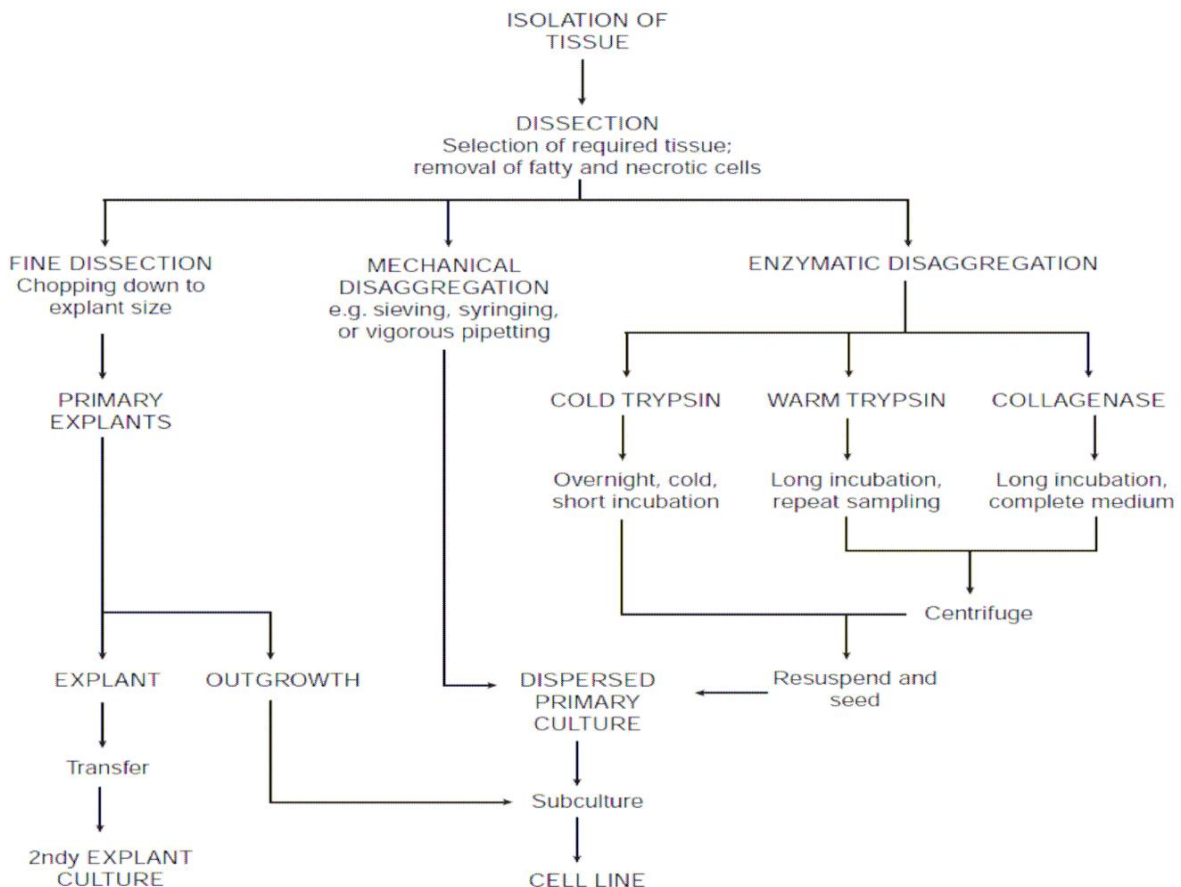 ISOLATION OF
TISSUE
DISSECTION
Selection of required tissue;
removal of fatty and necrotic cells
FINE DISSECTION
Chopping down to
explant size
MECHANICAL
DISAGGREGATION
e.g. sieving, syringing,
or vigorous pipetting
ENZYMATIC DISAGGREGATION
PRIMARY
EXPLANTS
COLD TRYPSIN
WARM TRYPSIN
COLLAGENASE
Overnight, cold,
short incubation
Long incubation,
repeat sampling
Long incubation,
complete medium
Centrifuge
EXPLANT
OUTGROWTH
DISPERSED
PRIMARY
CULTURE
Resuspend and
seed
Transfer
Subculture
2ndy EXPLANT
CULTURE
CELL LINE